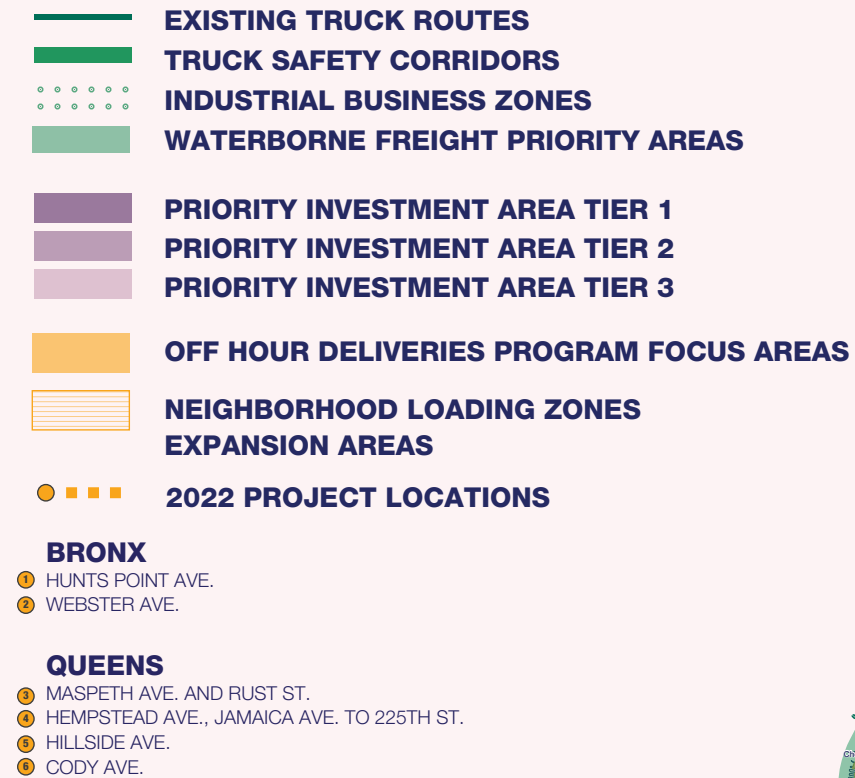 EXISTING TRUCK ROUTES
TRUCK SAFETY CORRIDORS
INDUSTRIAL BUSINESS ZONES
WATERBORNE FREIGHT PRIORITY AREAS
PRIORITY INVESTMENT AREA TIER 1
PRIORITY INVESTMENT AREA TIER 2
PRIORITY INVESTMENT AREA TIER 3
OFF HOUR DELIVERIES PROGRAM FOCUS AREAS
NEIGHBORHOOD LOADING ZONES
EXPANSION AREAS
2022 PROJECT LOCATIONS
BRONX
1 HUNTS POINT AVE.
2 WEBSTER AVE.
QUEENS
3 MASPETH AVE. AND RUST ST.
4 HEMPSTEAD AVE., JAMAICA AVE. TO 225TH ST.
5 HILLSIDE AVE.
6 CODY AVE.